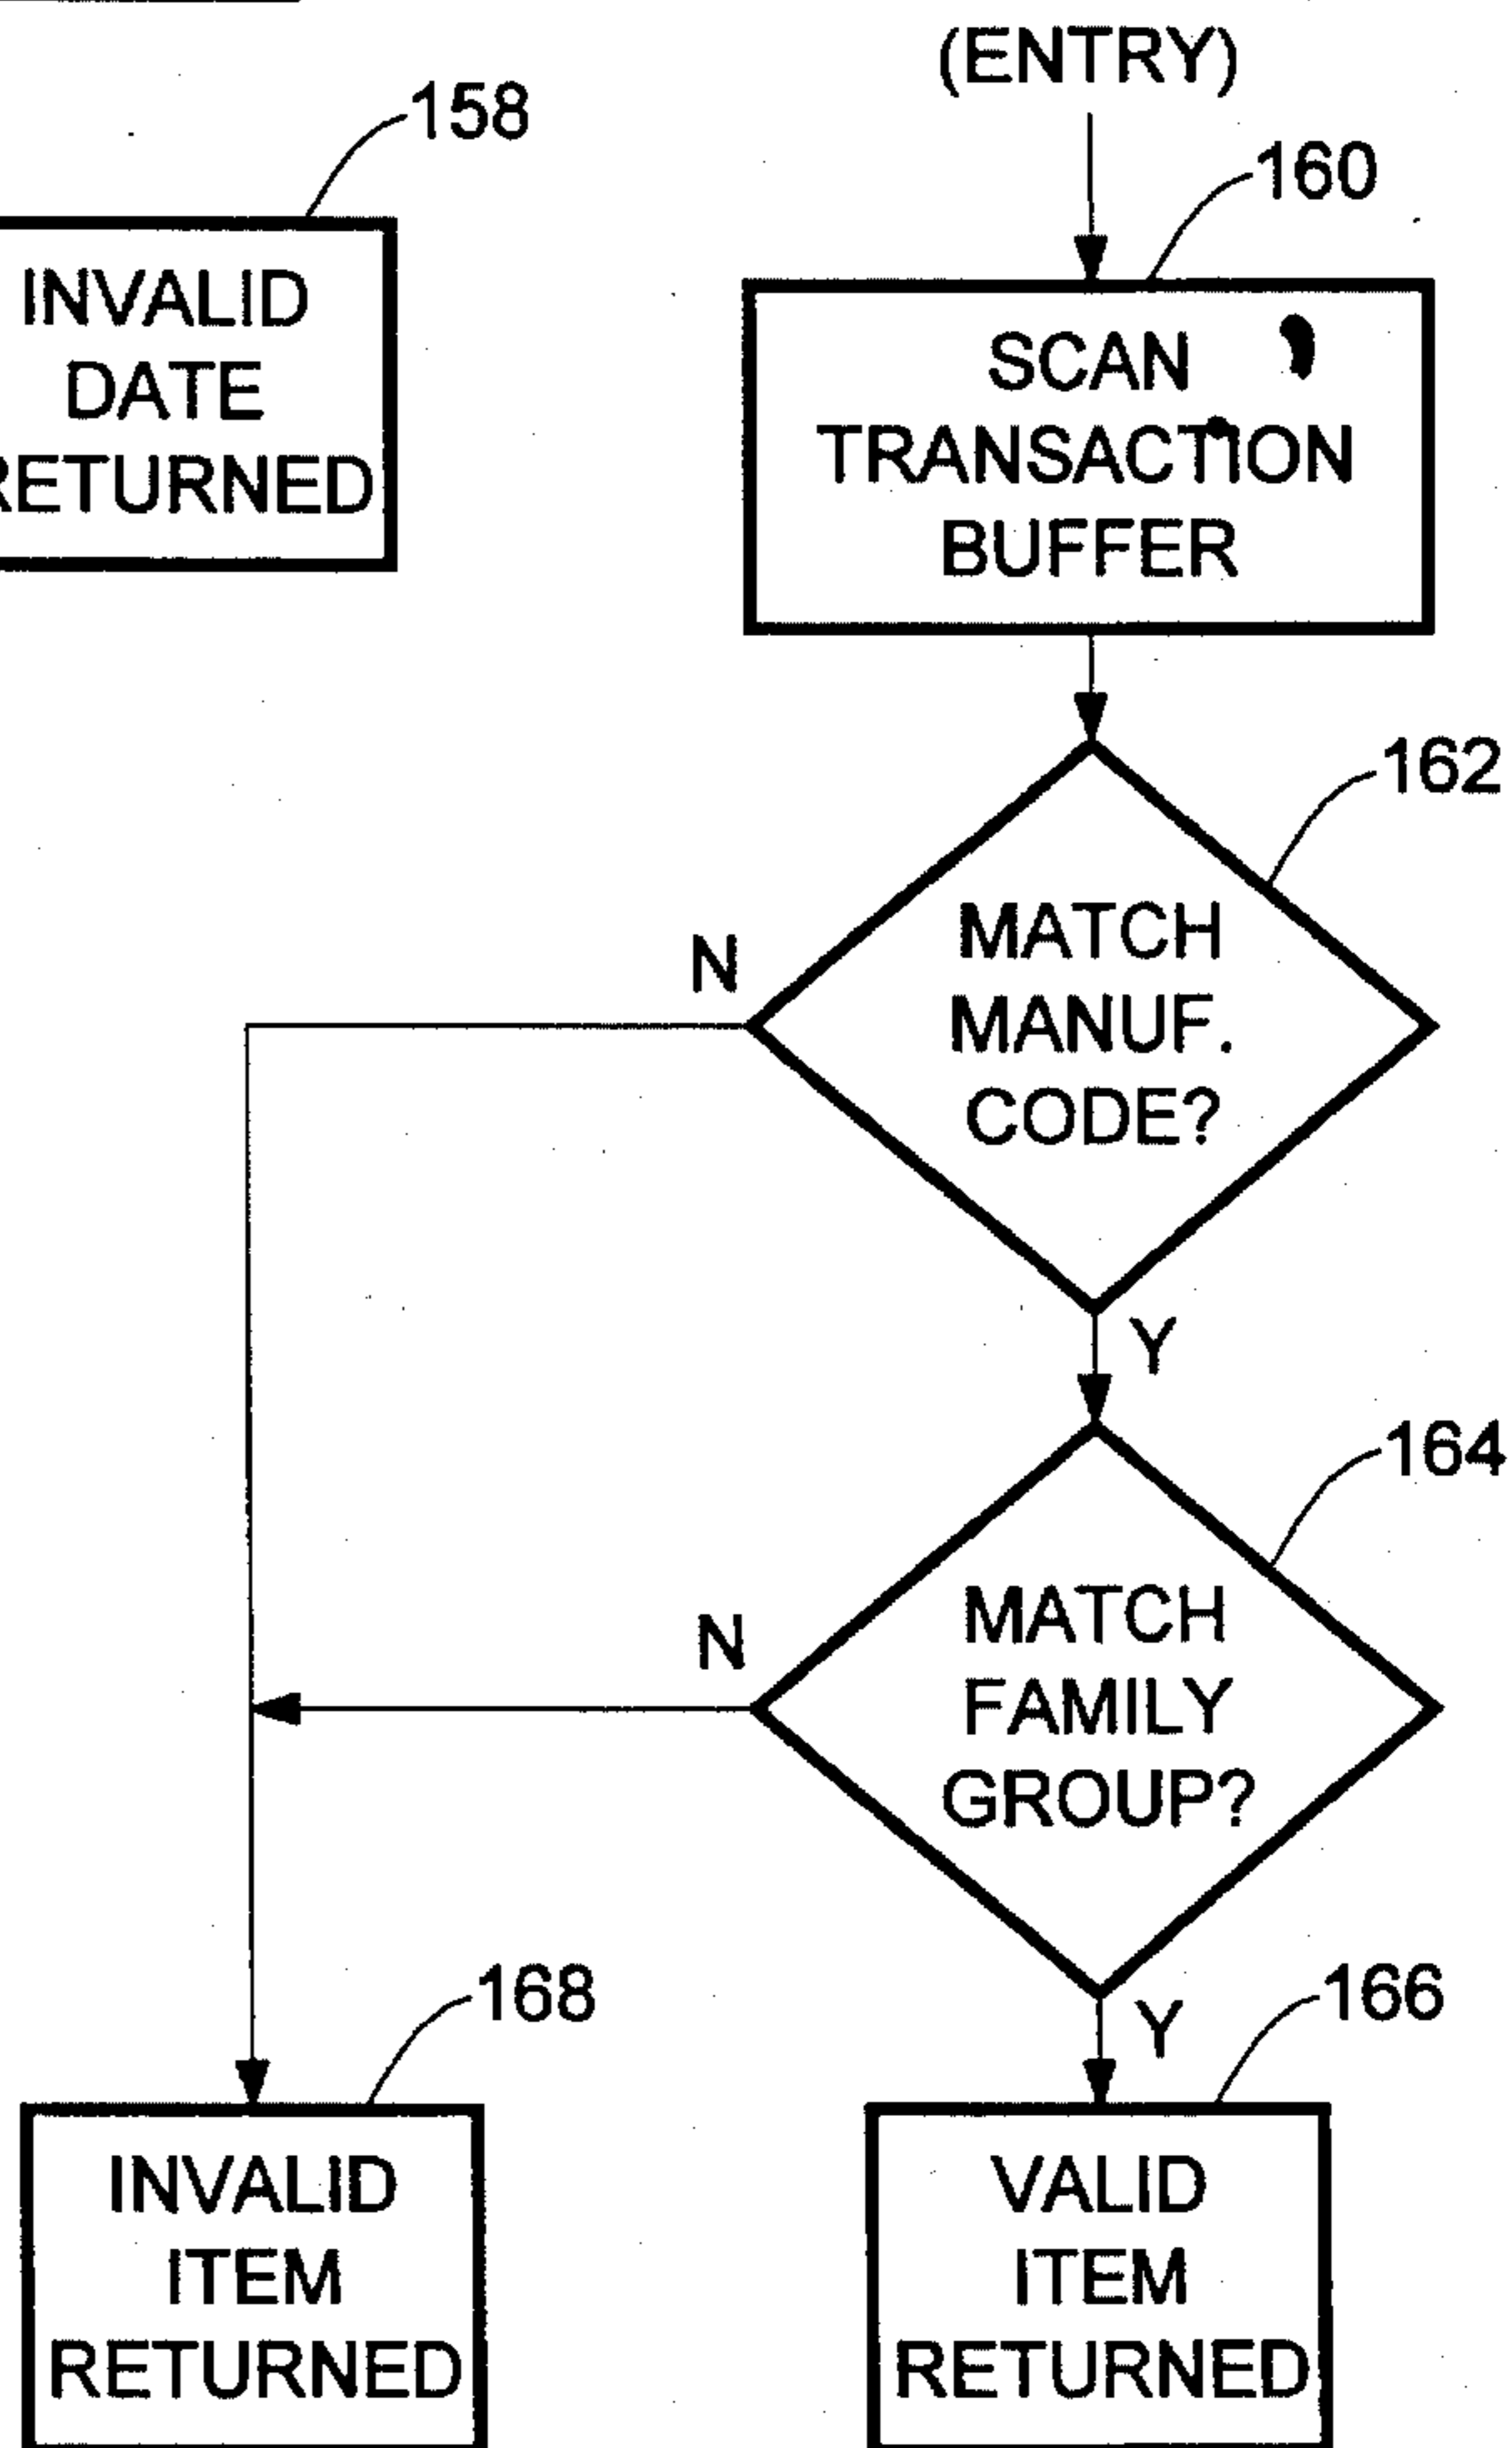 158
INVALID
DATE
RETURNED
(ENTRY)
160
SCAN
TRANSACTION
BUFFER
162
MATCH
MANUF.
CODE?
N
Y
164
MATCH
FAMILY
GROUP?
N
Y
168
INVALID
ITEM
RETURNED
166
VALID
ITEM
RETURNED